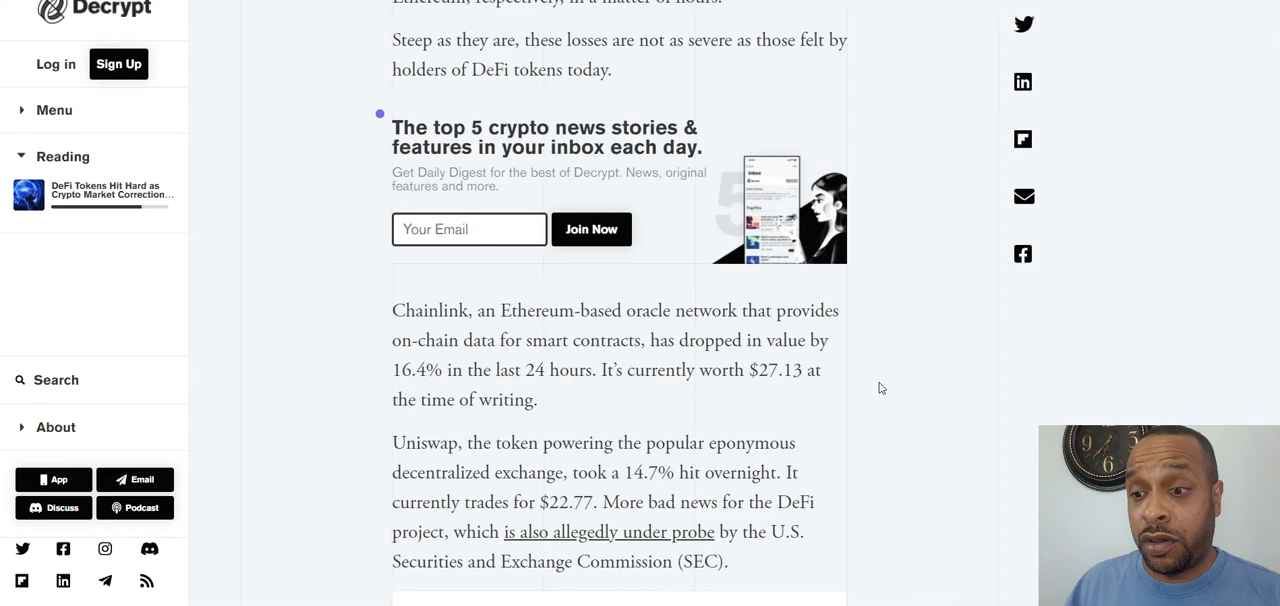 Decrypt
Log in
Sign Up
Menu
Reading
DeFi Tokens Hit Hard as
Crypto Market Correction...
Search
About
App
Email
Discuss
Podcast
Steep as they are, these losses are not as severe as those felt by
holders of DeFi tokens today.
The top 5 crypto news stories &
features in your inbox each day.
Get Daily Digest for the best of Decrypt. News, original
features and more.
Your Email
Join Now
5
Inbox
Chainlink, an Ethereum-based oracle network that provides
on-chain data for smart contracts, has dropped in value by
16.4% in the last 24 hours. It’s currently worth $27.13 at
the time of writing.
Uniswap, the token powering the popular eponymous
decentralized exchange, took a 14.7% hit overnight. It
currently trades for $22.77. More bad news for the DeFi
project, which is also allegedly under probe by the U.S.
Securities and Exchange Commission (SEC).